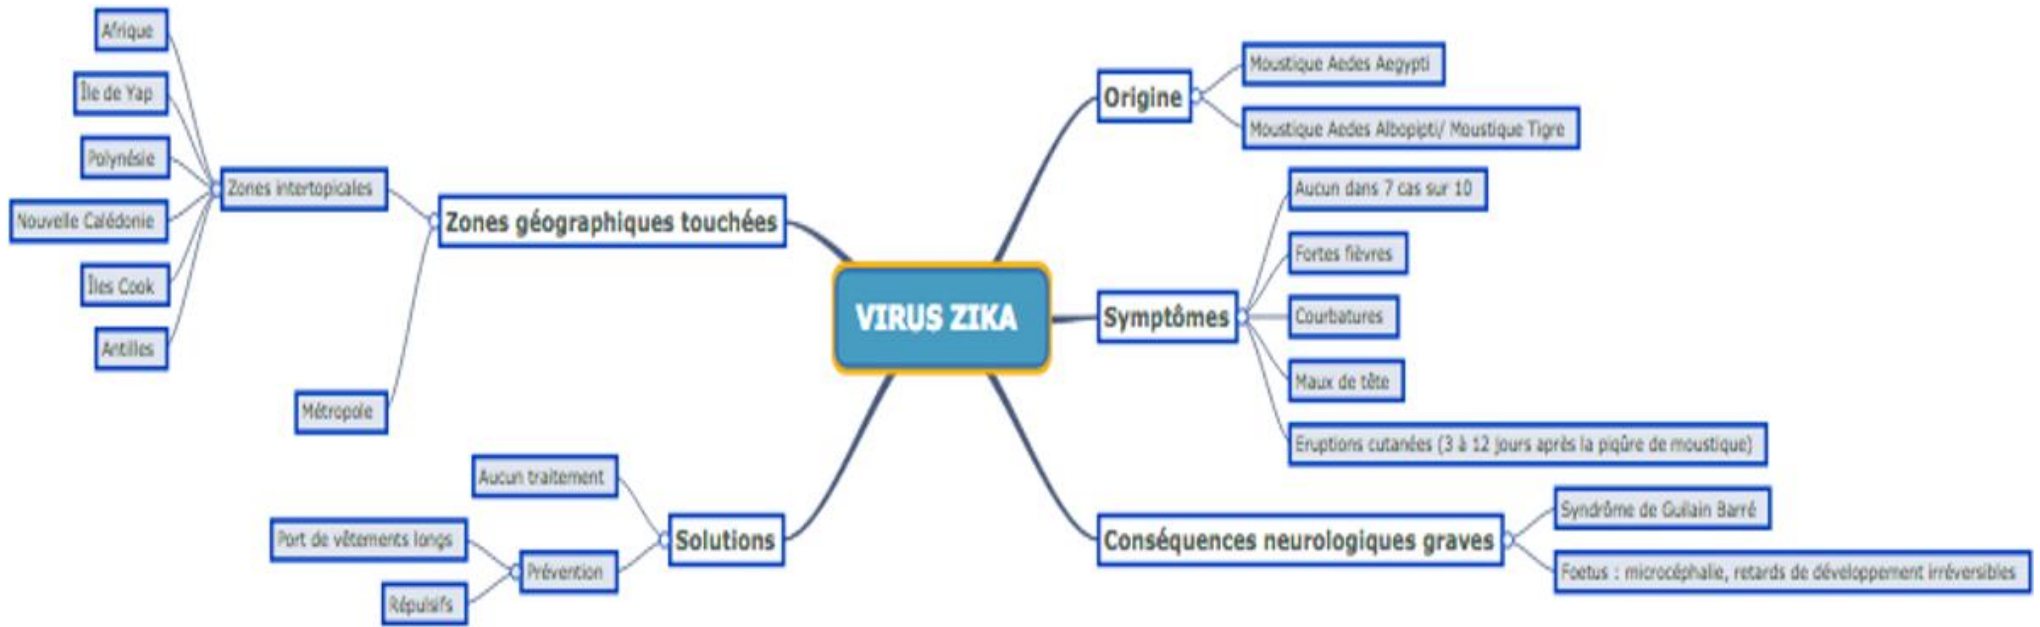 VIRUS ZIKA
Origine
Moustique Aedes Aegypti
Moustique Aedes Albopipti/ Moustique Tigre
Symptômes
Aucun dans 7 cas sur 10
Fortes fièvres
Courbatures
Maux de tête
Eruptions cutanées (3 à 12 jours après la piqûre de moustique)
Conséquences neurologiques graves
Syndrôme de Guilain Barré
Foetus : microcéphalie, retards de développement irréversibles
Zones géographiques touchées
Zones intertopicales
Afrique
Île de Yap
Polynésie
Nouvelle Calédonie
Îles Cook
Antilles
Métropole
Solutions
Aucun traitement
Prévention
Port de vêtements longs
Répulsifs